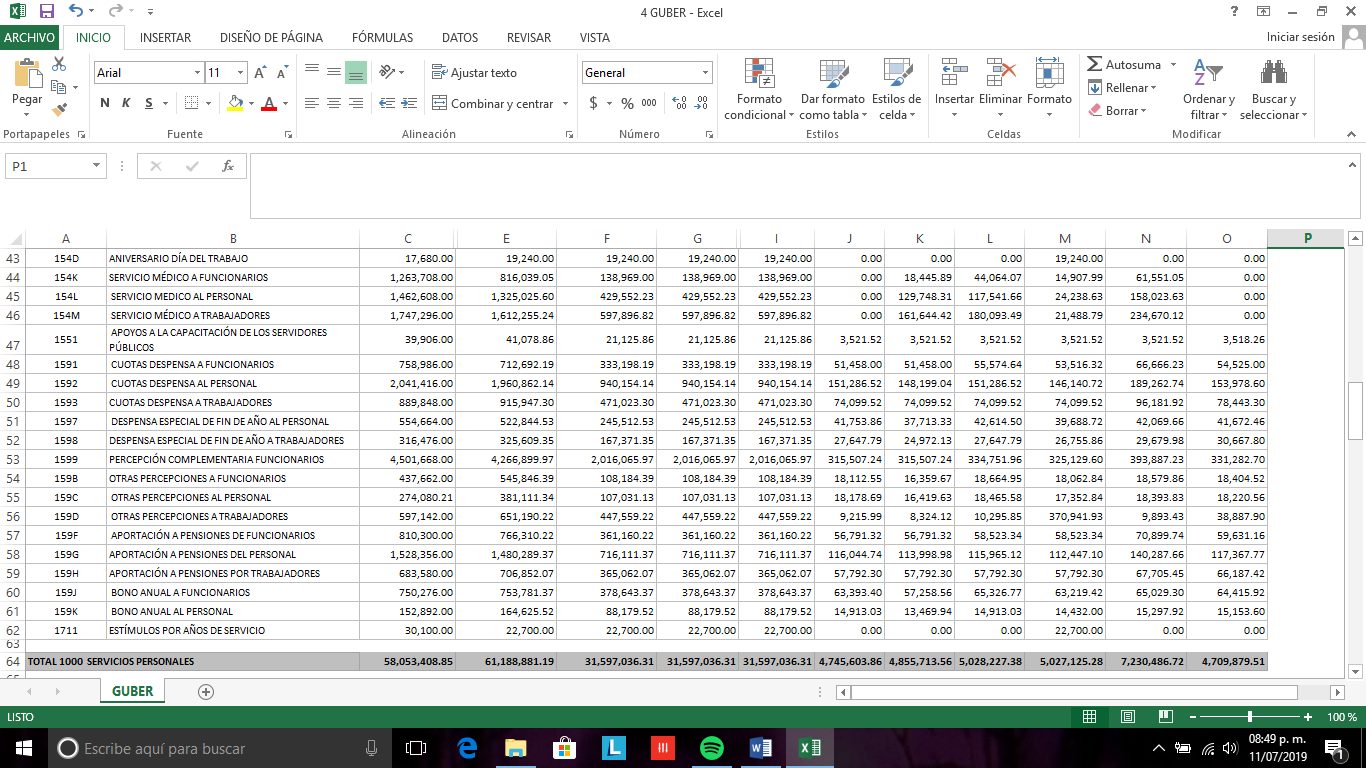 4 GUBER - Excel
ARCHIVO INICIO INSERTAR DISEÑO DE PÁGINA FÓRMULAS DATOS REVISAR VISTA Iniciar sesión
Pegar
Portapapeles
Arial 11
N K S
Fuente
Ajustar texto
Combinar y centrar
Alineación
General
$ % 000
Número
Formato condicional
Dar formato como tabla
Estilos de celda
Estilos
Insertar Eliminar Formato
Celdas
Autosuma
Rellenar
Borrar
Ordenar y filtrar
Buscar y seleccionar
Modificar
P1 fx
A B C E F G I J K L M N O P
43 154D ANIVERSARIO DÍA DEL TRABAJO 17,680.00 19,240.00 19,240.00 19,240.00 19,240.00 0.00 0.00 0.00 19,240.00 0.00 0.00
44 154K SERVICIO MÉDICO A FUNCIONARIOS 1,263,708.00 816,039.05 138,969.00 138,969.00 138,969.00 0.00 18,445.89 44,064.07 14,907.99 61,551.05 0.00
45 154L SERVICIO MEDICO AL PERSONAL 1,462,608.00 1,325,025.60 429,552.23 429,552.23 429,552.23 0.00 129,748.31 117,541.66 24,238.63 158,023.63 0.00
46 154M SERVICIO MÉDICO A TRABAJADORES 1,747,296.00 1,612,255.24 597,896.82 597,896.82 597,896.82 0.00 161,644.42 180,093.49 21,488.79 234,670.12 0.00
47 1551 APOYOS A LA CAPACITACIÓN DE LOS SERVIDORES PÚBLICOS 39,906.00 41,078.86 21,125.86 21,125.86 21,125.86 3,521.52 3,521.52 3,521.52 3,521.52 3,521.52 3,518.26
48 1591 CUOTAS DESPENSA A FUNCIONARIOS 758,986.00 712,692.19 333,198.19 333,198.19 333,198.19 51,458.00 51,458.00 55,574.64 53,516.32 66,666.23 54,525.00
49 1592 CUOTAS DESPENSA AL PERSONAL 2,041,416.00 1,960,862.14 940,154.14 940,154.14 940,154.14 151,286.52 148,199.04 151,286.52 146,140.72 189,262.74 153,978.60
50 1593 CUOTAS DESPENSA A TRABAJADORES 889,848.00 915,947.30 471,023.30 471,023.30 471,023.30 74,099.52 74,099.52 74,099.52 74,099.52 96,181.92 78,443.30
51 1597 DESPENSA ESPECIAL DE FIN DE AÑO AL PERSONAL 554,664.00 522,844.53 245,512.53 245,512.53 245,512.53 41,753.86 37,713.33 42,614.50 39,688.72 42,069.66 41,672.46
52 1598 DESPENSA ESPECIAL DE FIN DE AÑO A TRABAJADORES 316,476.00 325,609.35 167,371.35 167,371.35 167,371.35 27,647.79 24,972.13 27,647.79 26,755.86 29,679.98 30,667.80
53 1599 PERCEPCIÓN COMPLEMENTARIA FUNCIONARIOS 4,501,668.00 4,266,899.97 2,016,065.97 2,016,065.97 2,016,065.97 315,507.24 315,507.24 334,751.96 325,129.60 393,887.23 331,282.70
54 159B OTRAS PERCEPCIONES A FUNCIONARIOS 437,662.00 545,846.39 108,184.39 108,184.39 108,184.39 18,112.55 16,359.67 18,664.95 18,062.84 18,579.86 18,404.52
55 159C OTRAS PERCEPCIONES AL PERSONAL 274,080.21 381,111.34 107,031.13 107,031.13 107,031.13 18,178.69 16,419.63 18,465.58 17,352.84 18,393.83 18,220.56
56 159D OTRAS PERCEPCIONES A TRABAJADORES 597,142.00 651,190.22 447,559.22 447,559.22 447,559.22 9,215.99 8,324.12 10,295.85 370,941.93 9,893.43 38,887.90
57 159F APORTACIÓN A PENSIONES DE FUNCIONARIOS 810,300.00 766,310.22 361,160.22 361,160.22 361,160.22 56,791.32 56,791.32 58,523.34 58,523.34 70,899.74 59,631.16
58 159G APORTACIÓN A PENSIONES DEL PERSONAL 1,528,356.00 1,480,289.37 716,111.37 716,111.37 716,111.37 116,044.74 113,998.98 115,965.12 112,447.10 140,287.66 117,367.77
59 159H APORTACIÓN A PENSIONES POR TRABAJADORES 683,580.00 706,852.07 365,062.07 365,062.07 365,062.07 57,792.30 57,792.30 57,792.30 57,792.30 67,705.45 66,187.42
60 159J BONO ANUAL A FUNCIONARIOS 750,276.00 753,781.37 378,643.37 378,643.37 378,643.37 63,393.40 57,258.56 65,326.77 63,219.42 65,029.30 64,415.92
61 159K BONO ANUAL AL PERSONAL 152,892.00 164,625.52 88,179.52 88,179.52 88,179.52 14,913.03 13,469.94 14,913.03 14,432.00 15,297.92 15,153.60
62 1711 ESTÍMULOS POR AÑOS DE SERVICIO 30,100.00 22,700.00 22,700.00 22,700.00 22,700.00 0.00 0.00 0.00 22,700.00 0.00 0.00
63
64 TOTAL 1000 SERVICIOS PERSONALES 58,053,408.85 61,188,881.19 31,597,036.31 31,597,036.31 31,597,036.31 4,745,603.86 4,855,713.56 5,028,227.38 5,027,125.28 7,230,486.72 4,709,879.51
65
GUBER
LISTO 100 %
Escribe aquí para buscar
08:49 p. m.
11/07/2019
1